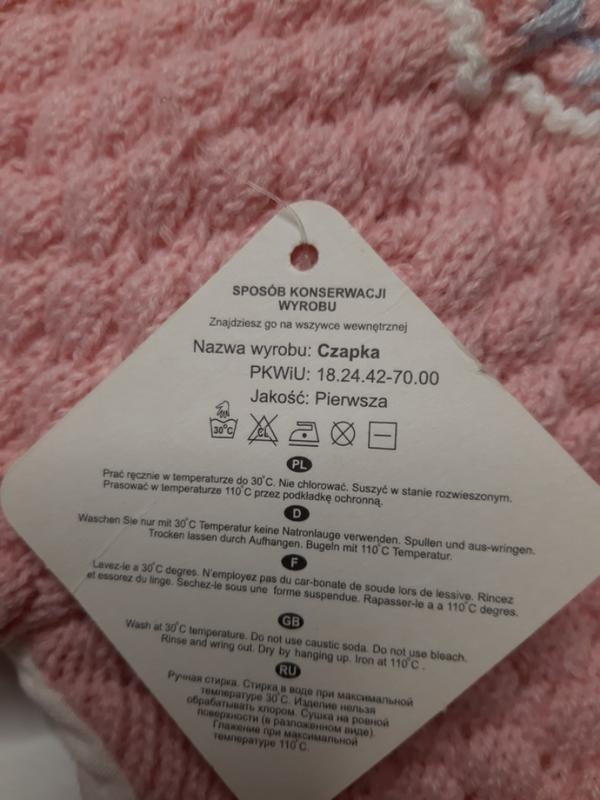 SPOSÓB KONSERWACJI
WYROBU
Znajdziesz go na wszywce wewnętrznej
Nazwa wyrobu: Czapka
PKWiU: 18.24.42-70.00
Jakość: Pierwsza
30°C CL
PL
Prać ręcznie w temperaturze do 30°C. Nie chlorować. Suszyć w stanie rozwieszonym.
Prasować w temperaturze 110°C przez podkładkę ochronną.
D
Waschen Sie nur mit 30°C Temperatur keine Natronlauge verwenden. Spullen und aus-wringen.
Trocken lassen durch Aufhangen. Bugeln mit 110°C Temperatur.
F
Lavez-le a 30°C degres. N'employez pas du car-bonate de soude lors de lessive. Rincez
et essorez du linge. Sechez-le sous une forme suspendue. Rapasser-le a a 110°C degres.
GB
Wash at 30°C temperature. Do not use caustic soda. Do not use bleach.
Rinse and wring out. Dry by hanging up. Iron at 110°C .
RU
Ручная стирка. Стирка в воде при максимальной
температуре 30°C. Изделие нельзя
обрабатывать хлором. Сушка на ровной
поверхности (в разложенном виде).
Глажение при максимальной
температуре 110°C.